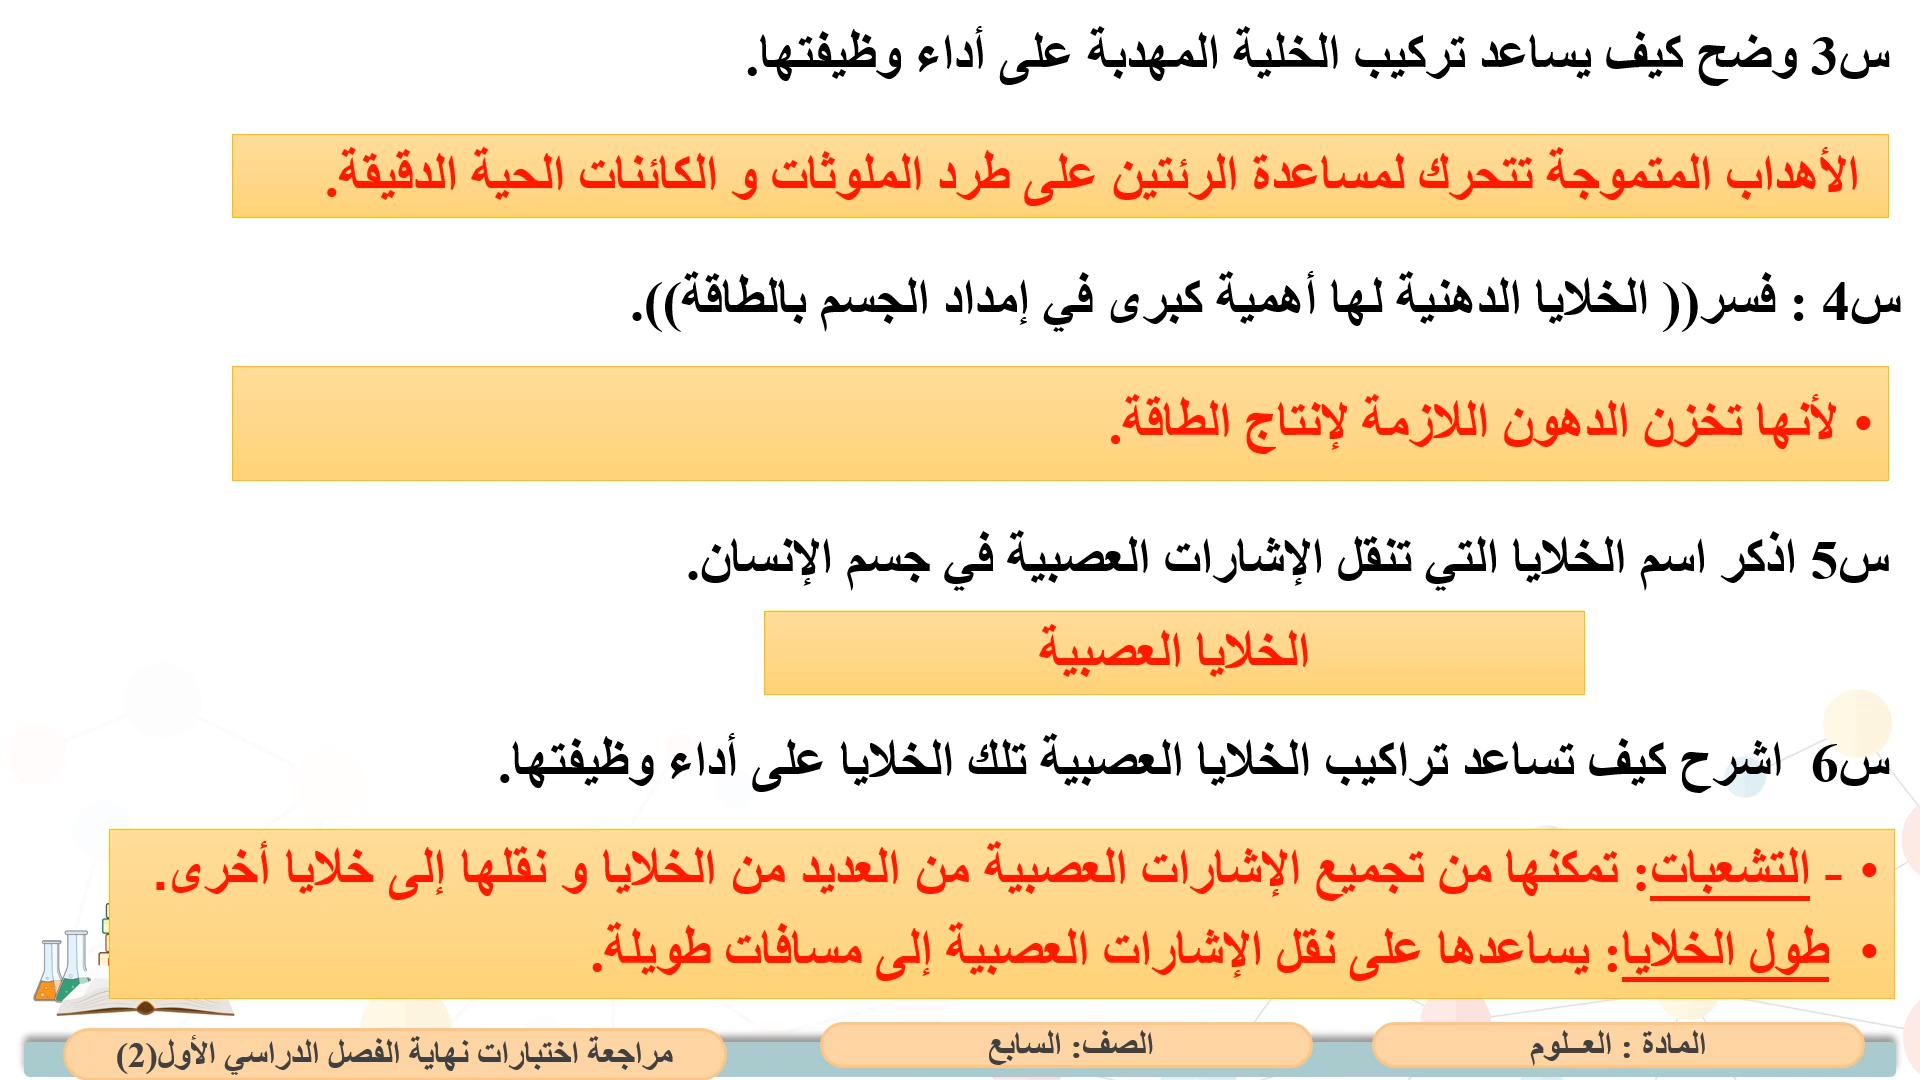 س3 وضح كيف يساعد تركيب الخلية المهدبة على أداء وظيفتها.
الأهداب المتموجة تتحرك لمساعدة الرئتين على طرد الملوثات و الكائنات الحية الدقيقة.
س4 : فسر(( الخلايا الدهنية لها أهمية كبرى في إمداد الجسم بالطاقة)).
• لأنها تخزن الدهون اللازمة لإنتاج الطاقة.
س5 اذكر اسم الخلايا التي تنقل الإشارات العصبية في جسم الإنسان.
الخلايا العصبية
س6 اشرح كيف تساعد تراكيب الخلايا العصبية تلك الخلايا على أداء وظيفتها.
• - التشعبات: تمكنها من تجميع الإشارات العصبية من العديد من الخلايا و نقلها إلى خلايا أخرى.
• طول الخلايا: يساعدها على نقل الإشارات العصبية إلى مسافات طويلة.
المادة : العـلوم
الصف: السابع
مراجعة اختبارات نهاية الفصل الدراسي الأول(2)